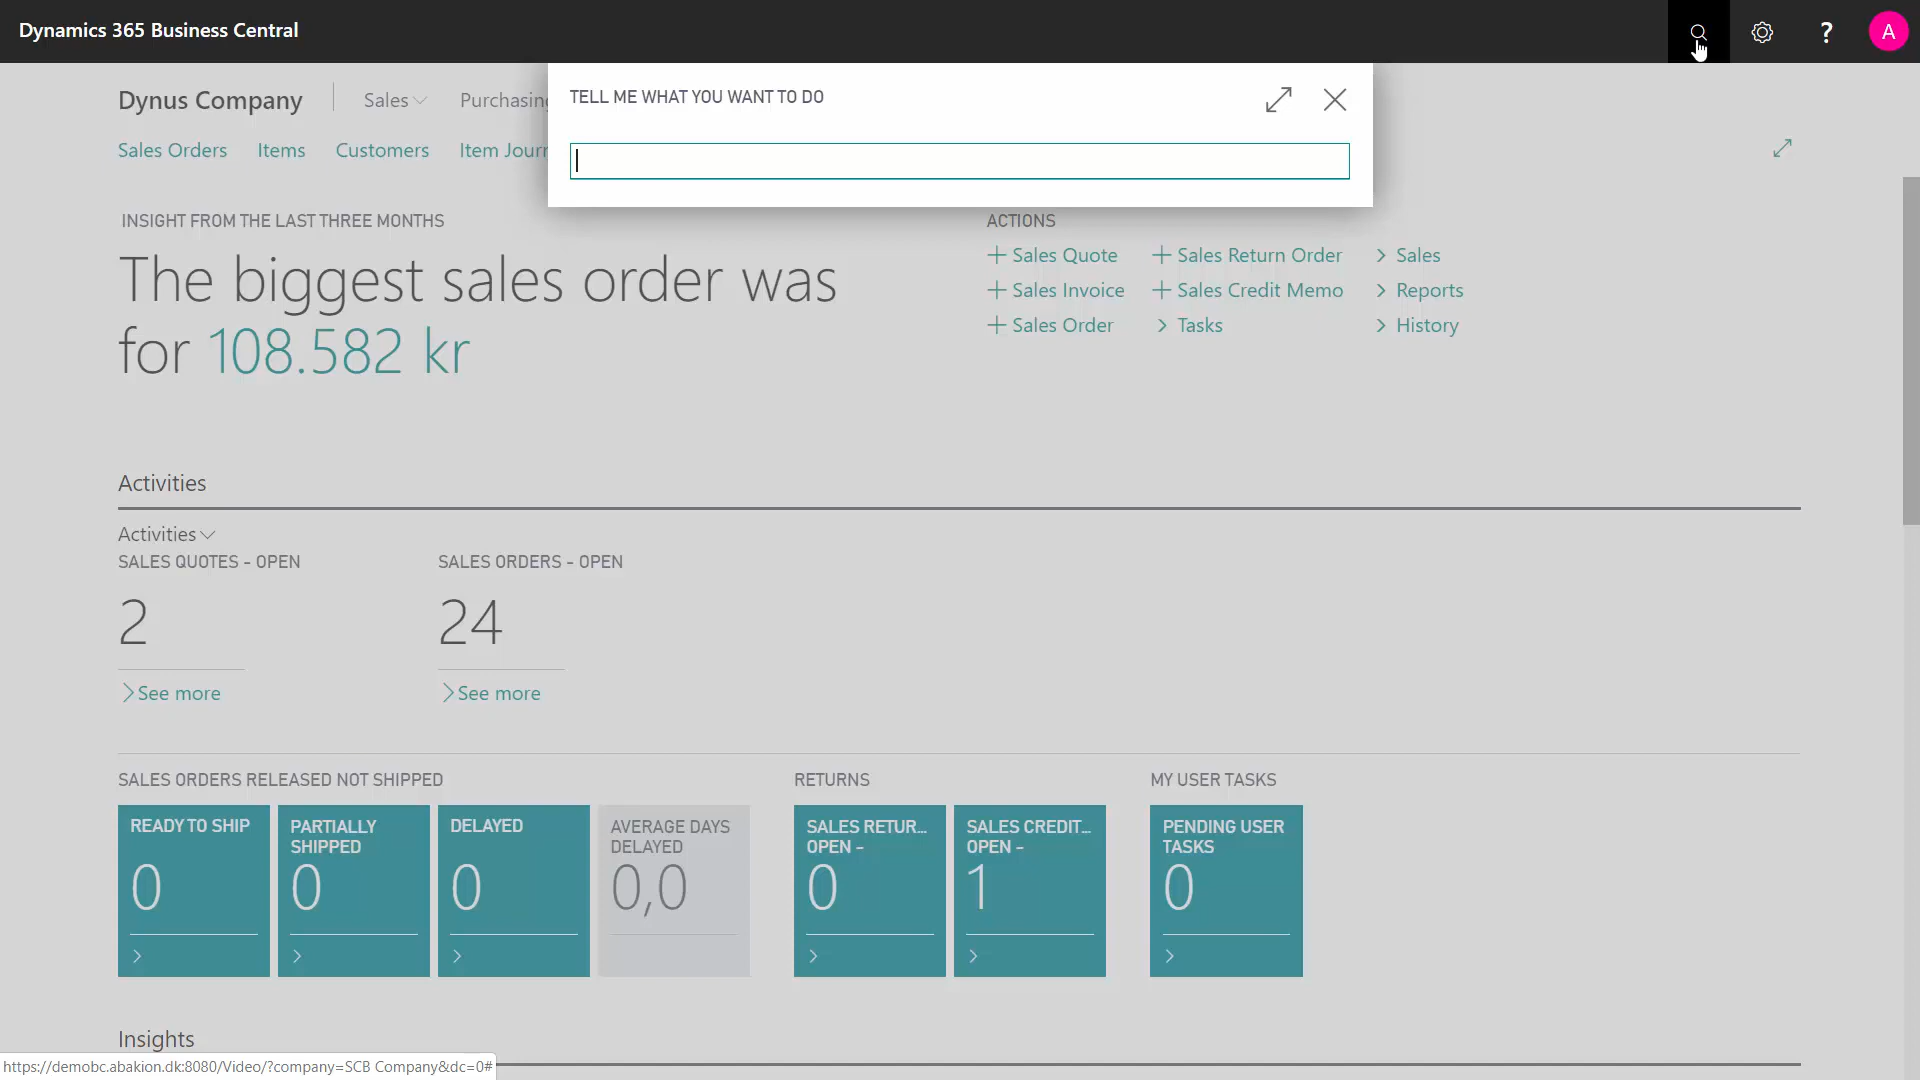 Dynamics 365 Business Central
?
A
Dynus Company
Sales
Purchasing
TELL ME WHAT YOU WANT TO DO
Sales Orders
Items
Customers
Item Journ
INSIGHT FROM THE LAST THREE MONTHS
The biggest sales order was
for 108.582 kr
ACTIONS
+ Sales Quote
+ Sales Return Order
> Sales
+ Sales Invoice
+ Sales Credit Memo
> Reports
+ Sales Order
> Tasks
> History
Activities
Activities
SALES QUOTES - OPEN
SALES ORDERS - OPEN
2
24
> See more
> See more
SALES ORDERS RELEASED NOT SHIPPED
RETURNS
MY USER TASKS
READY TO SHIP
0
PARTIALLY
SHIPPED
0
DELAYED
0
AVERAGE DAYS
DELAYED
0,0
SALES RETUR...
OPEN -
0
SALES CREDIT...
OPEN -
1
PENDING USER
TASKS
0
Insights
https://demobc.abakion.dk:8080/Video/?company=SCB Company&dc=0#